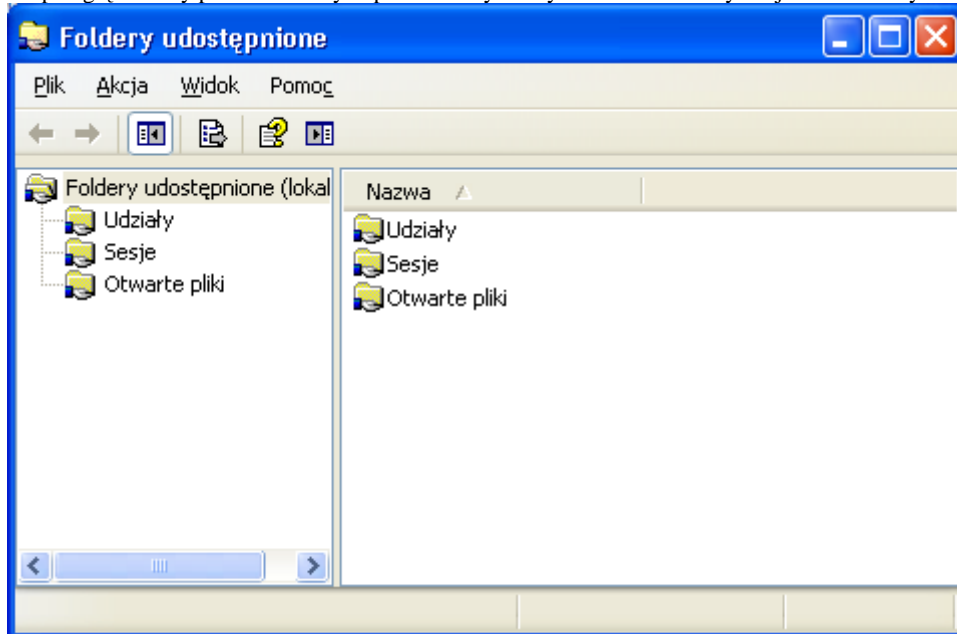 Foldery udostępnione
Plik Akcja Widok Pomoc
Foldery udostępnione (lokal
Udziały
Sesje
Otwarte pliki
Nazwa
Udziały
Sesje
Otwarte pliki